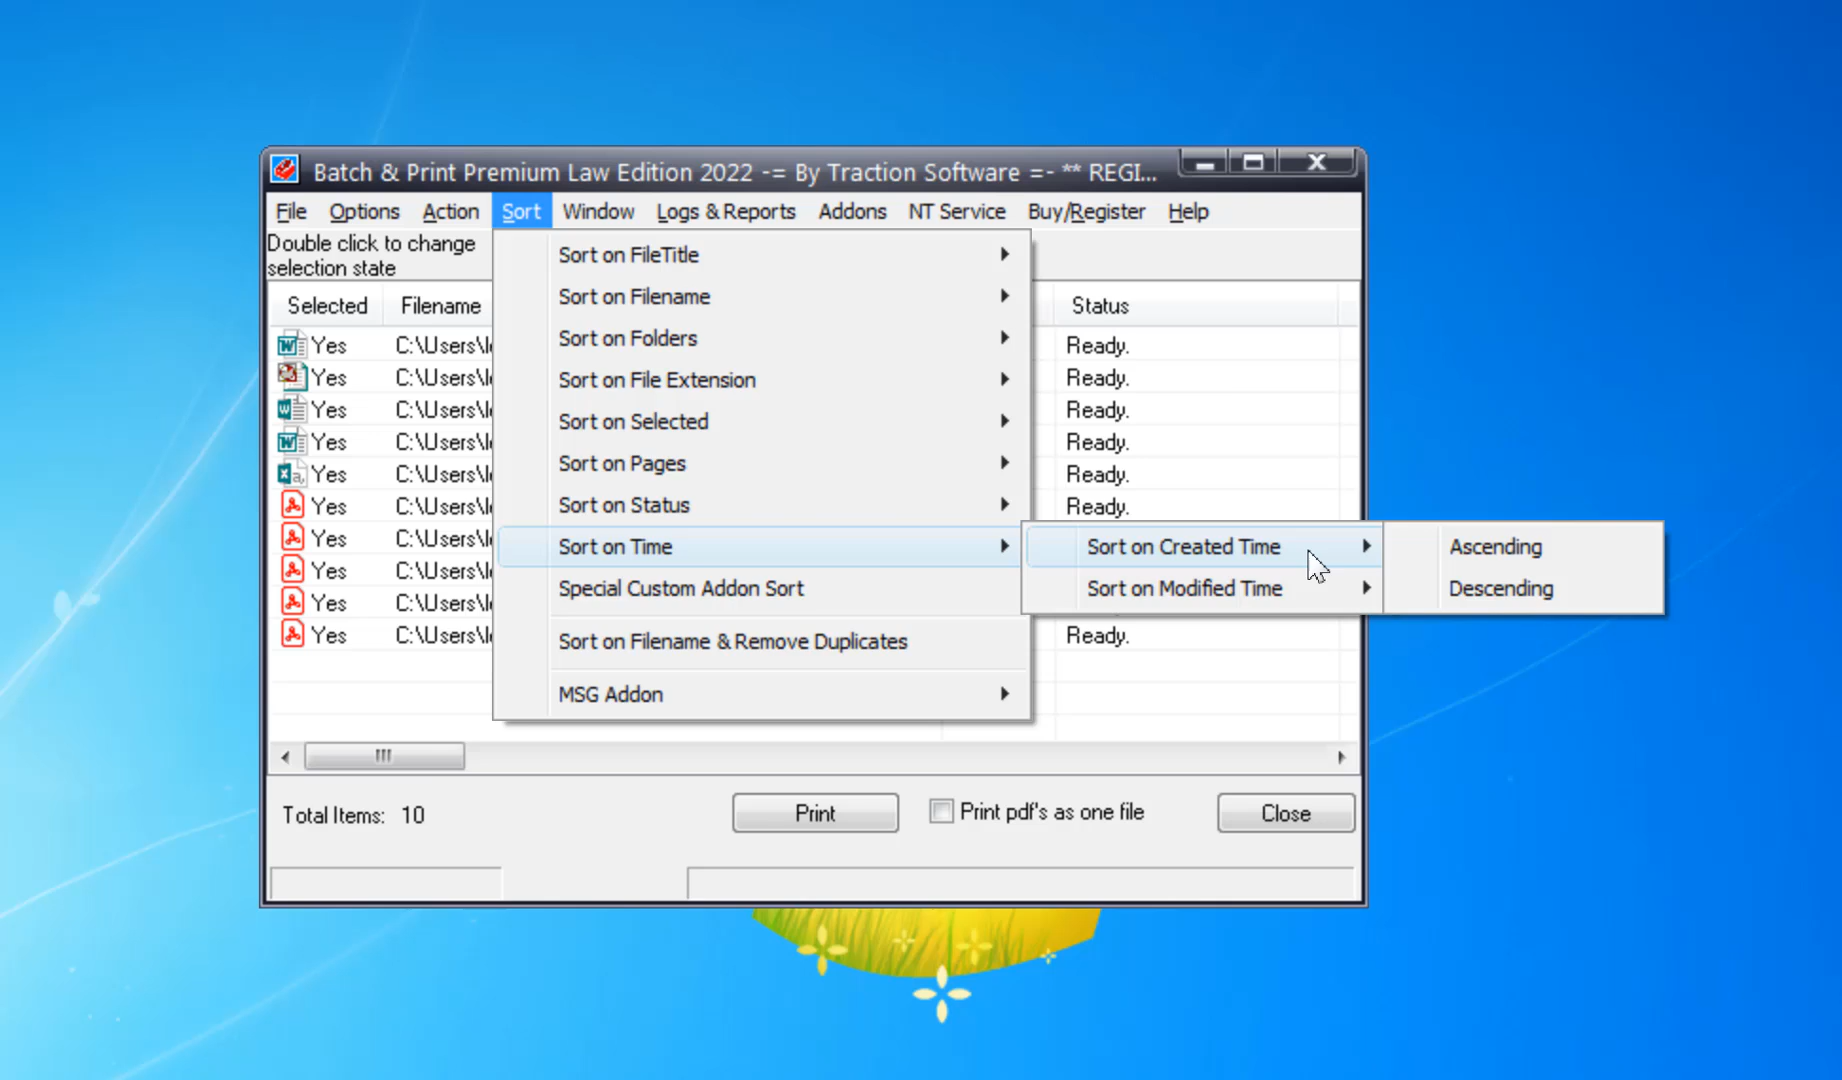 Batch & Print Premium Law Edition 2022 -= By Traction Software =- ** REGI...
File Options Action Sort Window Logs & Reports Addons NT Service Buy/Register Help
Double click to change
selection state
Selected Filename Status
Yes C:\Users\ Ready.
Yes C:\Users\ Ready.
Yes C:\Users\ Ready.
Yes C:\Users\ Ready.
Yes C:\Users\ Ready.
Yes C:\Users\ Ready.
Yes C:\Users\
Yes C:\Users\
Yes C:\Users\
Yes C:\Users\ Ready.
Sort on FileTitle
Sort on Filename
Sort on Folders
Sort on File Extension
Sort on Selected
Sort on Pages
Sort on Status
Sort on Time
Special Custom Addon Sort
Sort on Filename & Remove Duplicates
MSG Addon
Sort on Created Time
Sort on Modified Time
Ascending
Descending
Total Items: 10 Print Print pdf's as one file Close